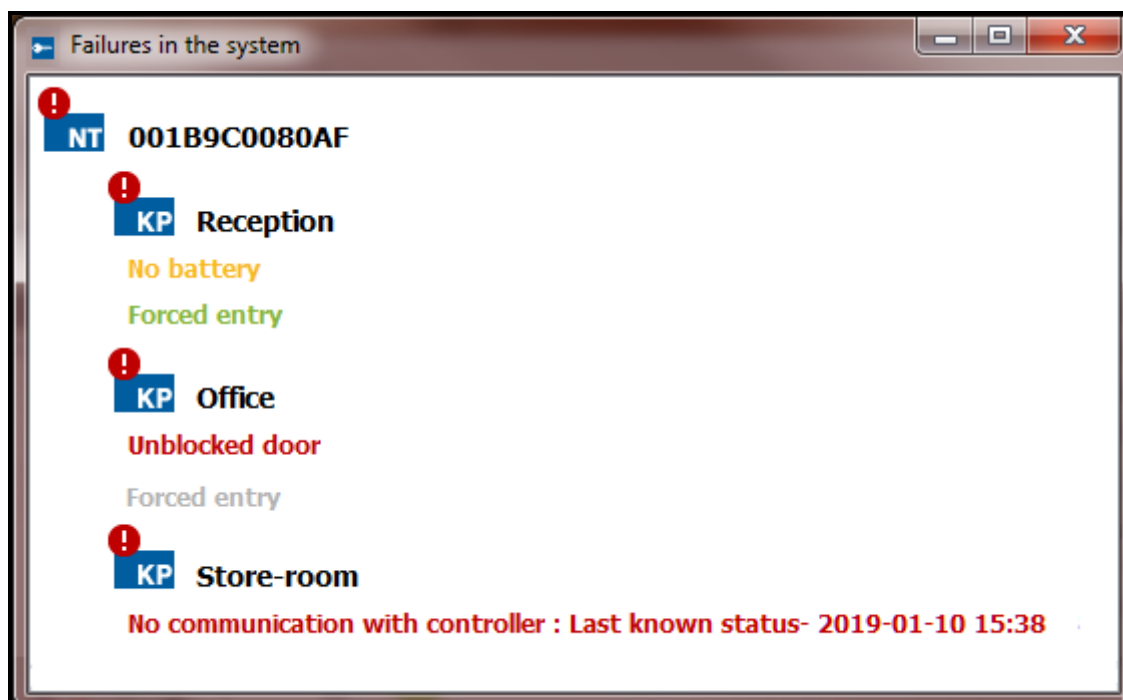 Failures in the system
NT 001B9C0080AF
KP Reception
No battery
Forced entry
KP Office
Unblocked door
Forced entry
KP Store-room
No communication with controller : Last known status- 2019-01-10 15:38